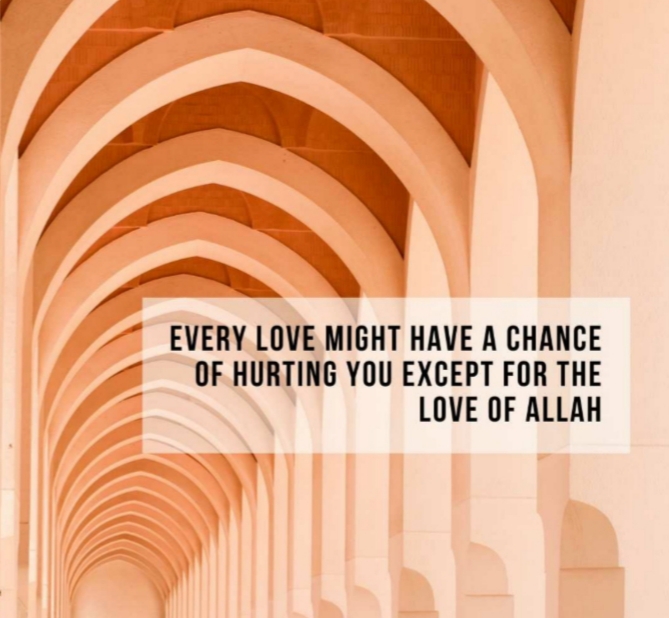 EVERY LOVE MIGHT HAVE A CHANCE
OF HURTING YOU EXCEPT FOR THE
LOVE OF ALLAH